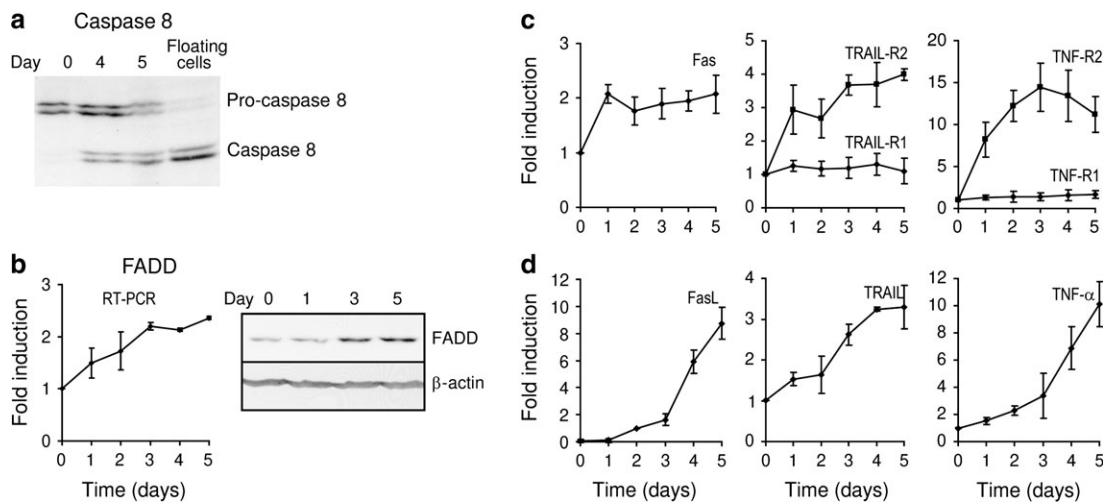 a
Caspase 8
Day 0 4 5 Floating cells
Pro-caspase 8
Caspase 8
b
FADD
RT-PCR
Fold induction
3
2
1
0
0 1 2 3 4 5
Time (days)
Day 0 1 3 5
FADD
β-actin
c
Fold induction
3
2
1
0
Fas
0 1 2 3 4 5
5
4
3
2
1
0
TRAIL-R2
TRAIL-R1
0 1 2 3 4 5
20
15
10
5
0
TNF-R2
TNF-R1
0 1 2 3 4 5
d
Fold induction
12
10
8
6
4
2
0
FasL
0 1 2 3 4 5
Time (days)
4
3
2
1
0
TRAIL
0 1 2 3 4 5
Time (days)
12
10
8
6
4
2
0
TNF-α
0 1 2 3 4 5
Time (days)